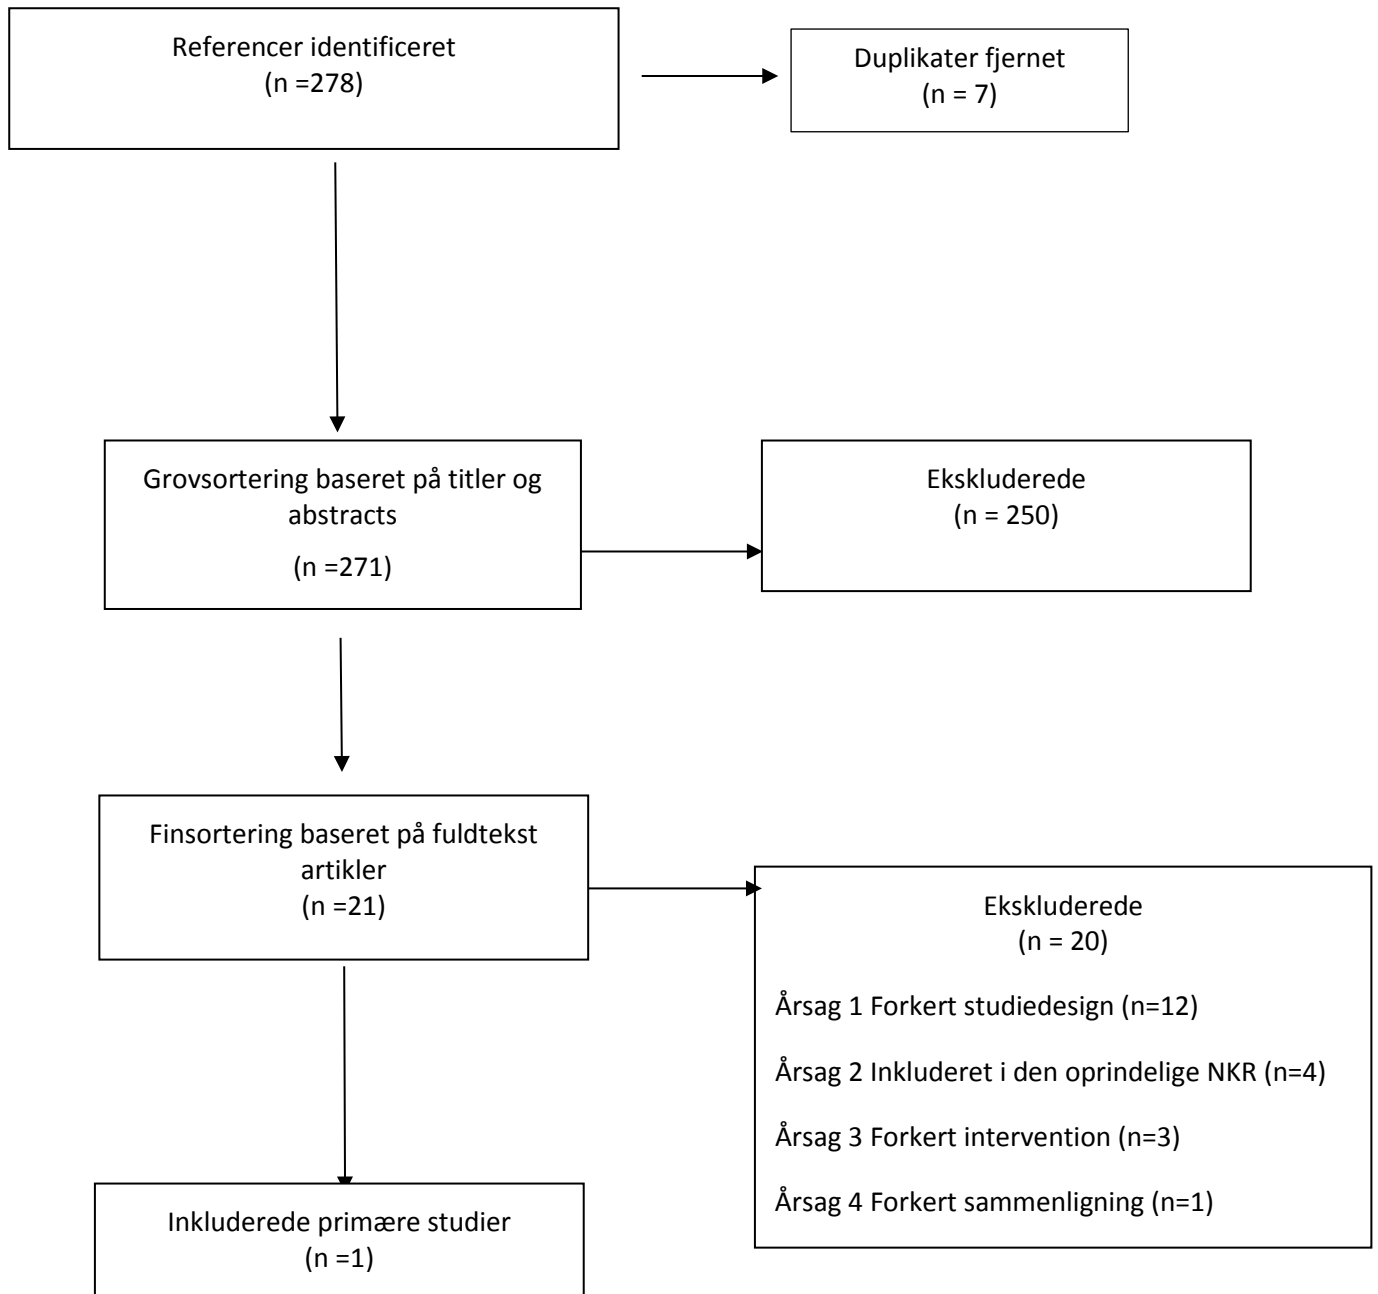 Referencer identificeret
(n =278)
Duplikater fjernet
(n = 7)
Grovsortering baseret på titler og
abstracts
(n =271)
Ekskluderede
(n = 250)
Finsortering baseret på fuldtekst
artikler
(n =21)
Ekskluderede
(n = 20)
Årsag 1 Forkert studiedesign (n=12)
Årsag 2 Inkluderet i den oprindelige NKR (n=4)
Årsag 3 Forkert intervention (n=3)
Årsag 4 Forkert sammenligning (n=1)
Inkluderede primære studier
(n =1)